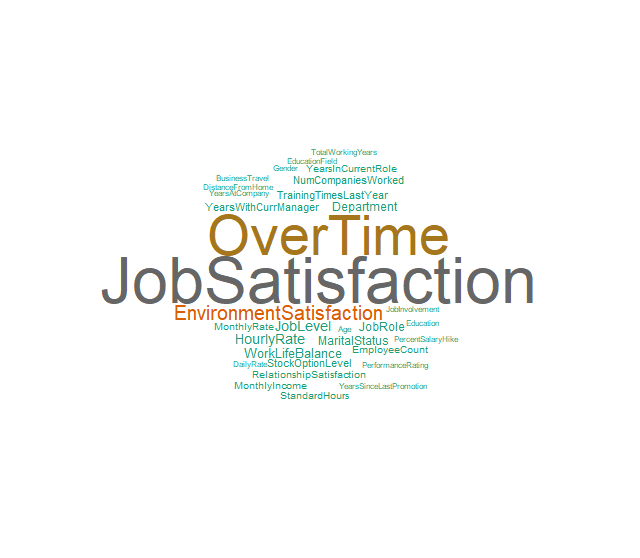 TotalWorkingYears
EducationField
Gender YearsInCurrentRole
BusinessTravel NumCompaniesWorked
DistanceFromHome
YearsAtCompany TrainingTimesLastYear
YearsWithCurrManager Department
OverTime
JobSatisfaction
EnvironmentSatisfaction JobInvolvement
MonthlyRate JobLevel Age JobRole Education
HourlyRate MaritalStatus PercentSalaryHike
WorkLifeBalance EmployeeCount
DailyRate StockOptionLevel PerformanceRating
RelationshipSatisfaction
MonthlyIncome YearsSinceLastPromotion
StandardHours